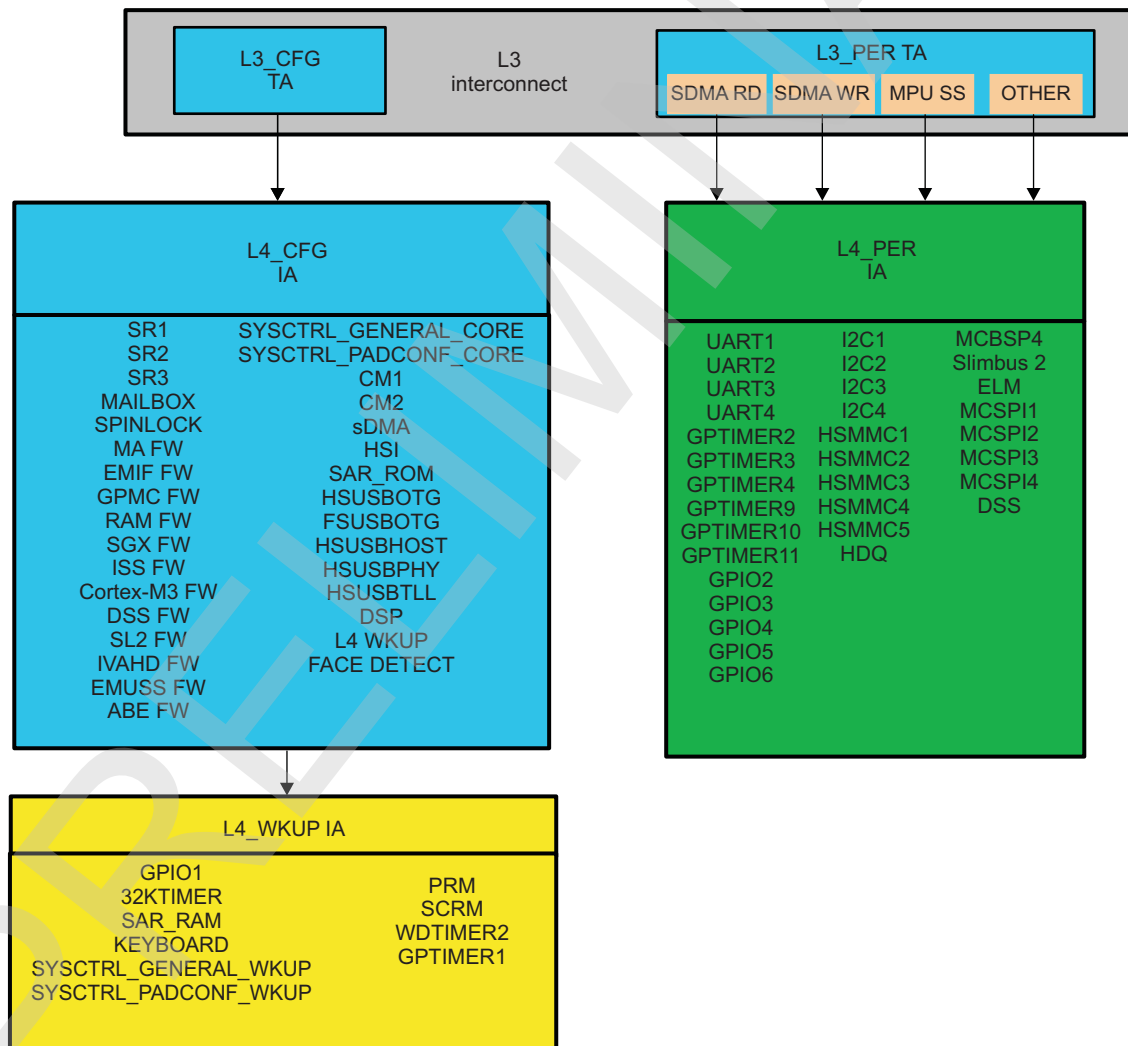 L3_CFG
TA
L3
interconnect
L3_PER TA
SDMA RD
SDMA WR
MPU SS
OTHER
L4_CFG
IA
SR1
SR2
SR3
MAILBOX
SPINLOCK
MA FW
EMIF FW
GPMC FW
RAM FW
SGX FW
ISS FW
Cortex-M3 FW
DSS FW
SL2 FW
IVAHD FW
EMUSS FW
ABE FW
SYSCTRL_GENERAL_CORE
SYSCTRL_PADCONF_CORE
CM1
CM2
sDMA
HSI
SAR_ROM
HSUSBOTG
FSUSBOTG
HSUSBHOST
HSUSBPHY
HSUSBTLL
DSP
L4 WKUP
FACE DETECT
L4_PER
IA
UART1
UART2
UART3
UART4
GPTIMER2
GPTIMER3
GPTIMER4
GPTIMER9
GPTIMER10
GPTIMER11
GPIO2
GPIO3
GPIO4
GPIO5
GPIO6
I2C1
I2C2
I2C3
I2C4
HSMMC1
HSMMC2
HSMMC3
HSMMC4
HSMMC5
HDQ
MCBSP4
Slimbus 2
ELM
MCSPI1
MCSPI2
MCSPI3
MCSPI4
DSS
L4_WKUP IA
GPIO1
32KTIMER
SAR_RAM
KEYBOARD
SYSCTRL_GENERAL_WKUP
SYSCTRL_PADCONF_WKUP
PRM
SCRM
WDTIMER2
GPTIMER1
PRELIMI